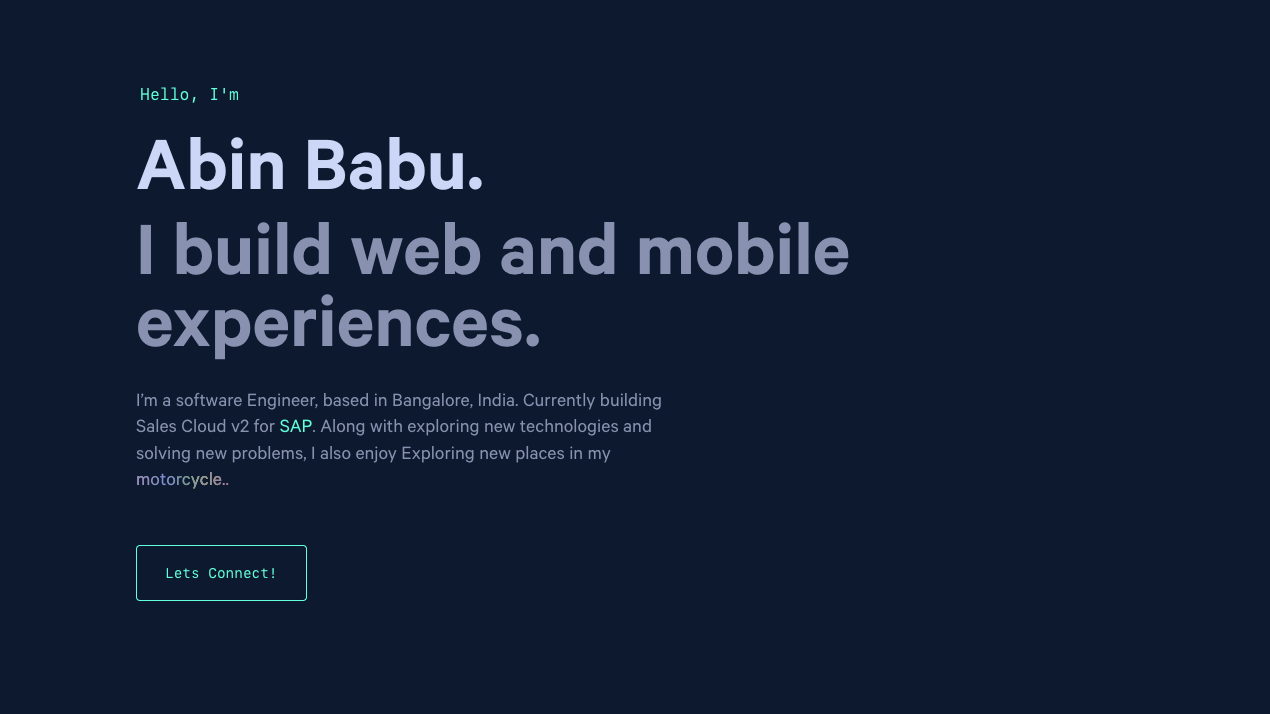 Hello, I'm
Abin Babu.
I build web and mobile
experiences.
I’m a software Engineer, based in Bangalore, India. Currently building
Sales Cloud v2 for SAP. Along with exploring new technologies and
solving new problems, I also enjoy Exploring new places in my
motorcycle..
Lets Connect!